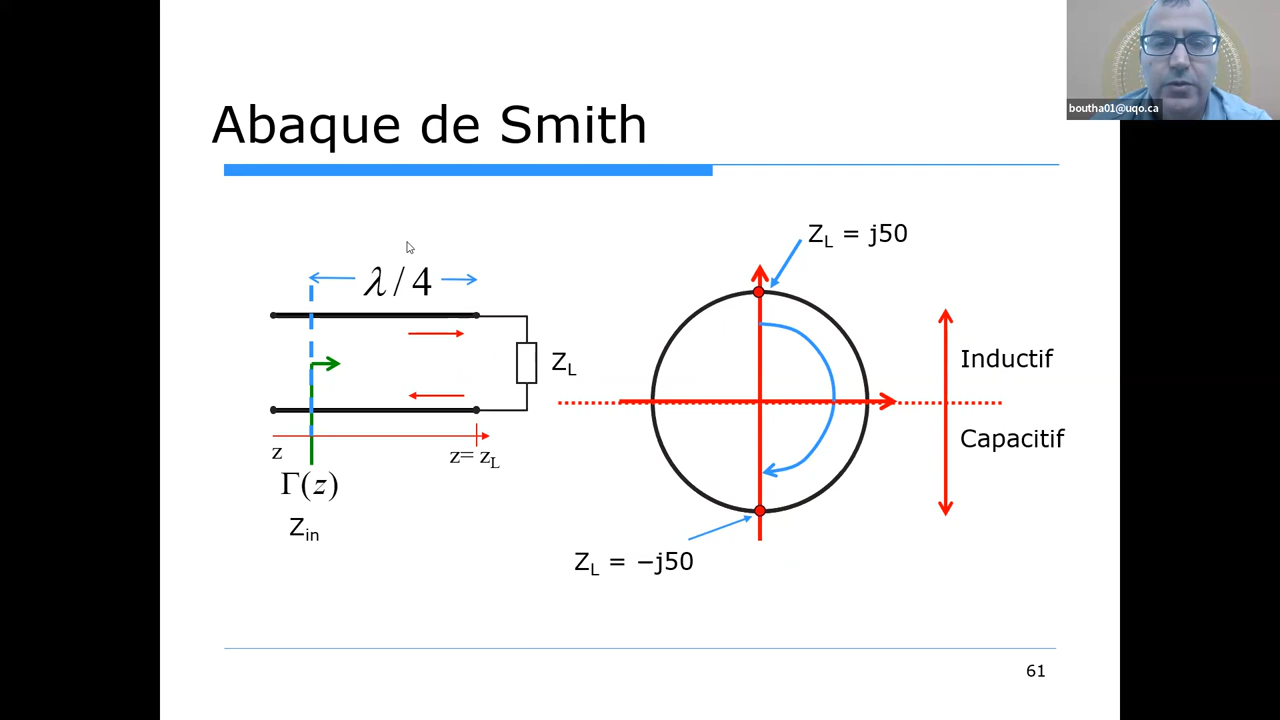 boutha01@uqo.ca
Abaque de Smith
Z_L = j50
λ / 4
Z_L
Inductif
Capacitif
z
z= z_L
Γ(z)
Z_in
Z_L = −j50
61